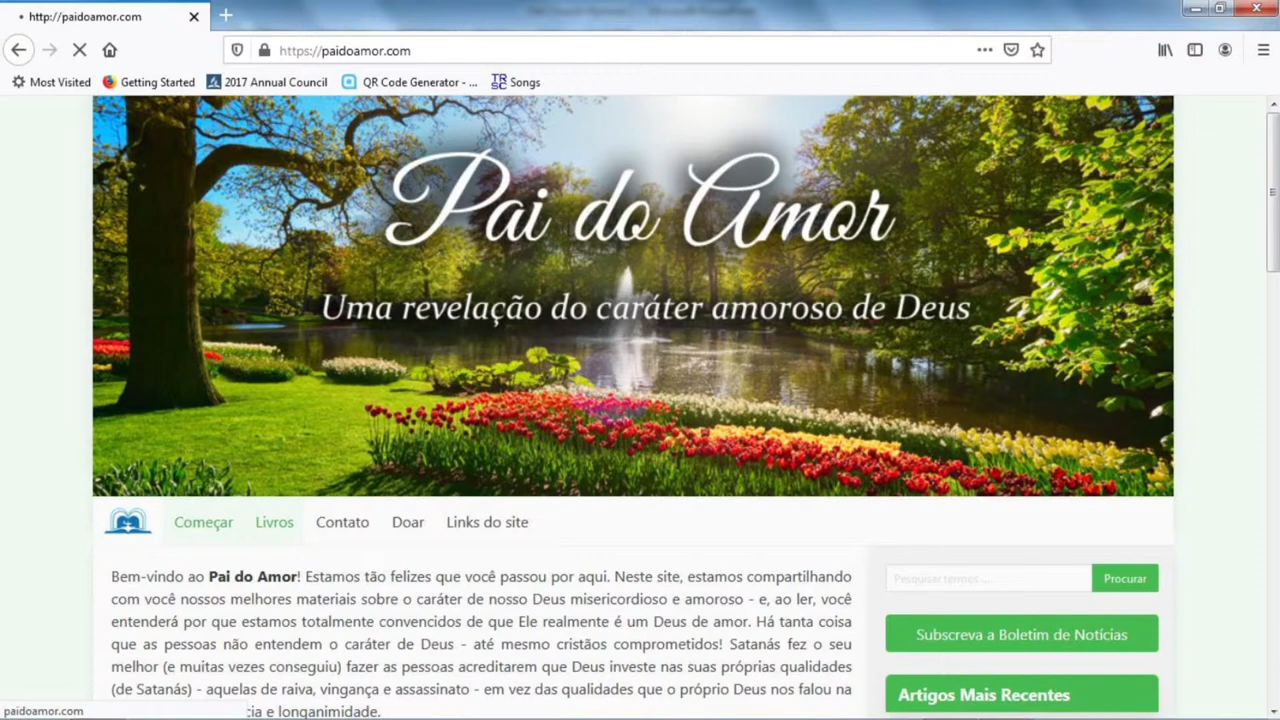 http://paidoamor.com
https://paidoamor.com
Most Visited Getting Started 2017 Annual Council QR Code Generator - ... TR SC Songs
Pai do Amor
Uma revelação do caráter amoroso de Deus
Começar Livros Contato Doar Links do site
Bem-vindo ao Pai do Amor! Estamos tão felizes que você passou por aqui. Neste site, estamos compartilhando
com você nossos melhores materiais sobre o caráter de nosso Deus misericordioso e amoroso - e, ao ler, você
entenderá por que estamos totalmente convencidos de que Ele realmente é um Deus de amor. Há tanta coisa
que as pessoas não entendem o caráter de Deus - até mesmo cristãos comprometidos! Satanás fez o seu
melhor (e muitas vezes conseguiu) fazer as pessoas acreditarem que Deus investe nas suas próprias qualidades
(de Satanás) - aquelas de raiva, vingança e assassinato - em vez das qualidades que o próprio Deus nos falou na
cia e longanimidade.
Pesquisar termos ... Procurar
Subscreva a Boletim de Notícias
Artigos Mais Recentes
paidoamor.com